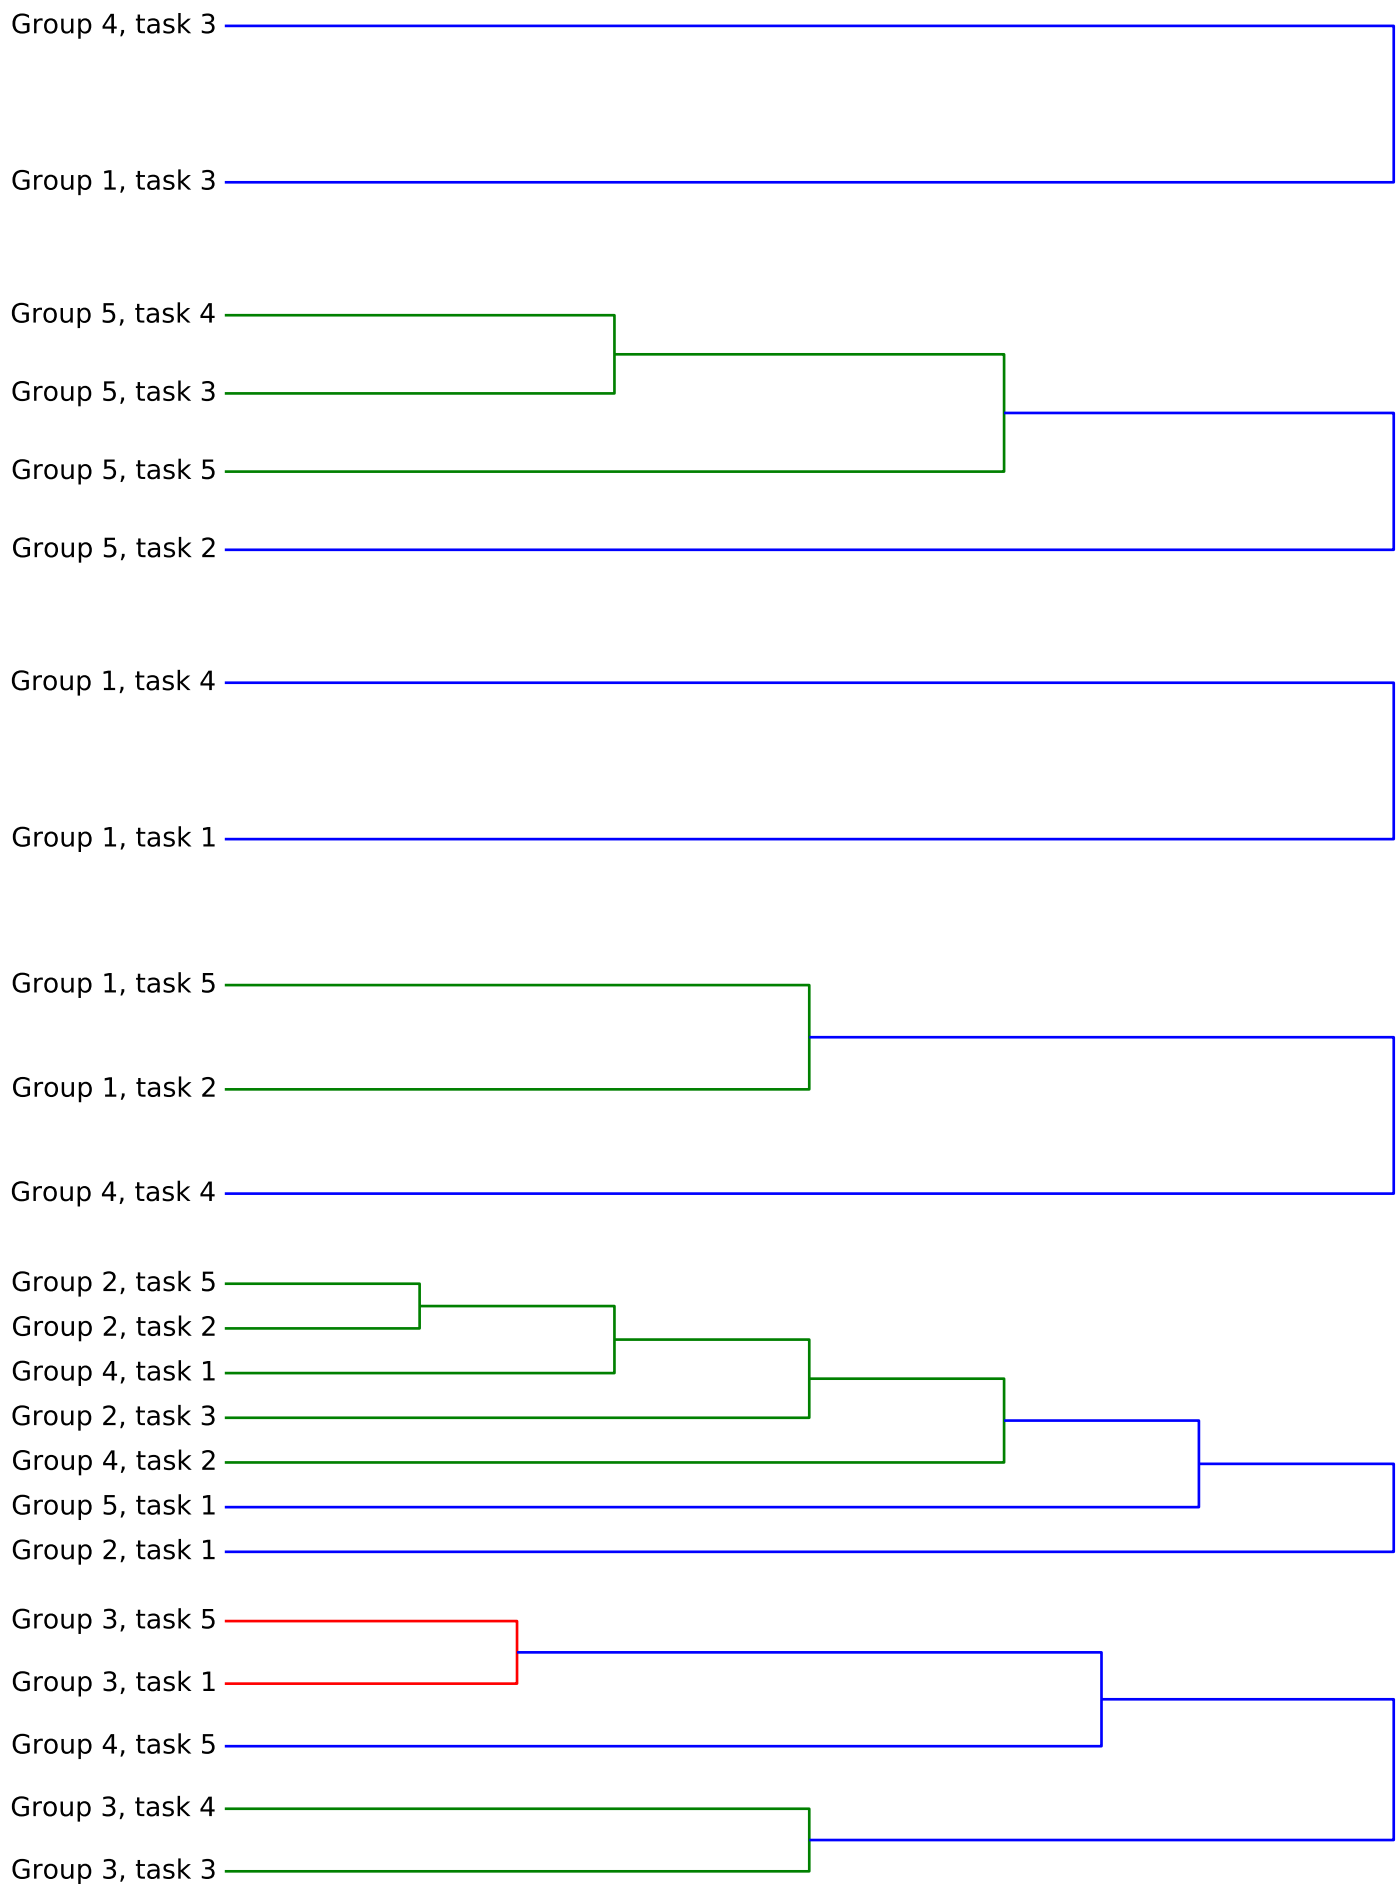 Group 4, task 3
Group 1, task 3
Group 5, task 4
Group 5, task 3
Group 5, task 5
Group 5, task 2
Group 1, task 4
Group 1, task 1
Group 1, task 5
Group 1, task 2
Group 4, task 4
Group 2, task 5
Group 2, task 2
Group 4, task 1
Group 2, task 3
Group 4, task 2
Group 5, task 1
Group 2, task 1
Group 3, task 5
Group 3, task 1
Group 4, task 5
Group 3, task 4
Group 3, task 3